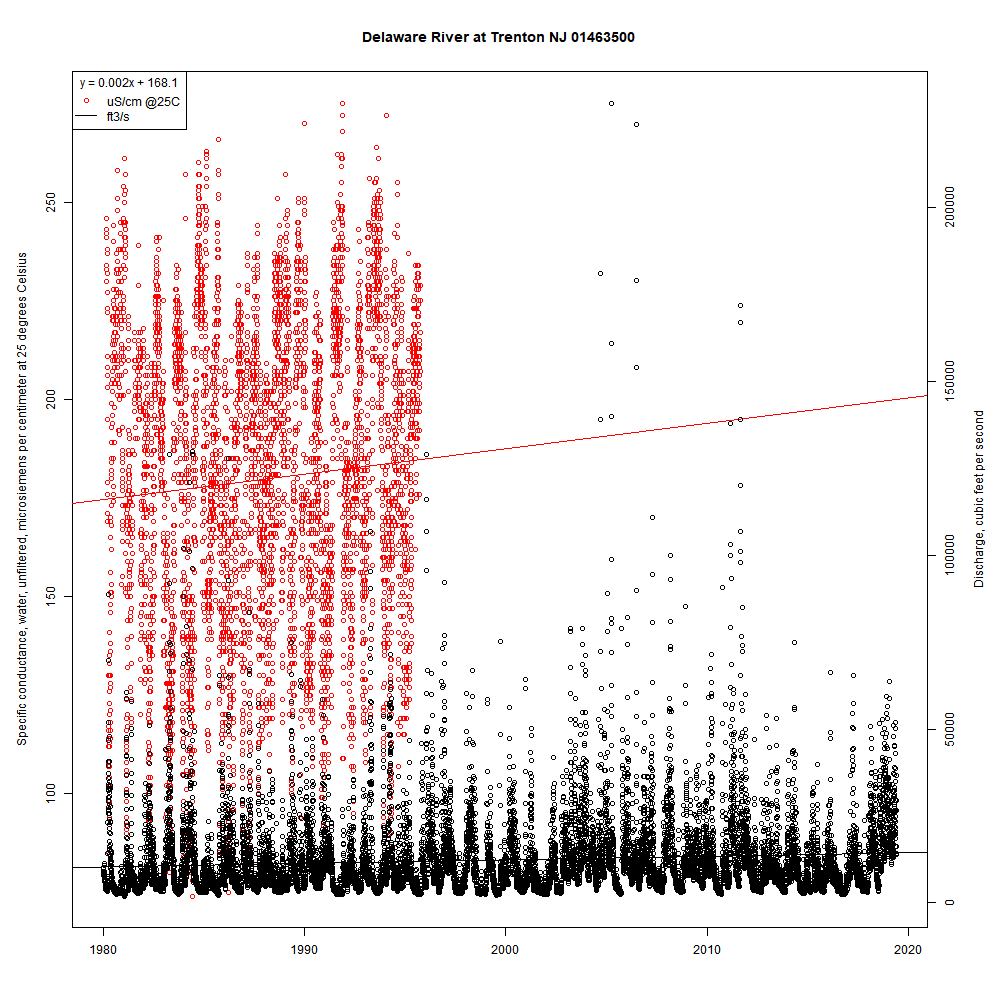 Delaware River at Trenton NJ 01463500
y = 0.002x + 168.1
uS/cm @25C
ft3/s
Specific conductance, water, unfiltered, microsiemens per centimeter at 25 degrees Celsius
250
200
150
100
200000
150000
100000
50000
0
Discharge, cubic feet per second
1980
1990
2000
2010
2020